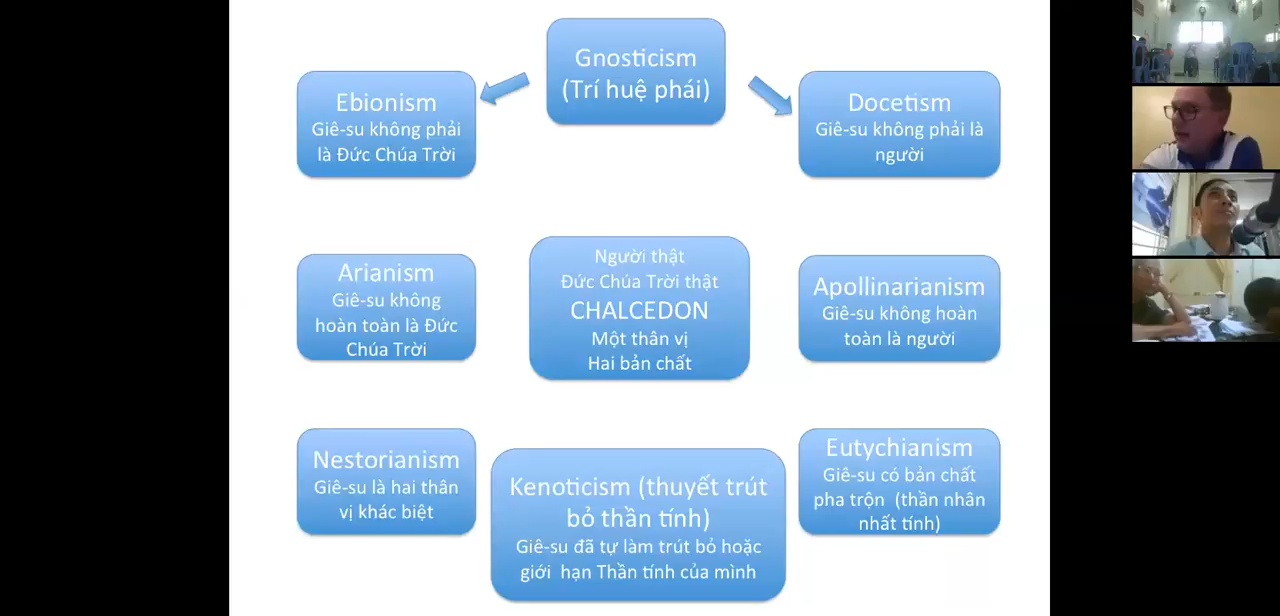 Gnosticism
(Trí huệ phái)
Ebionism
Giê-su không phải
là Đức Chúa Trời
Docetism
Giê-su không phải là
người
Arianism
Giê-su không
hoàn toàn là Đức
Chúa Trời
Người thật
Đức Chúa Trời thật
CHALCEDON
Một thân vị
Hai bản chất
Apollinarianism
Giê-su không hoàn
toàn là người
Nestorianism
Giê-su là hai thân
vị khác biệt
Kenoticism (thuyết trút
bỏ thần tính)
Giê-su đã tự làm trút bỏ hoặc
giới hạn Thần tính của mình
Eutychianism
Giê-su có bản chất
pha trộn (thần nhân
nhất tính)